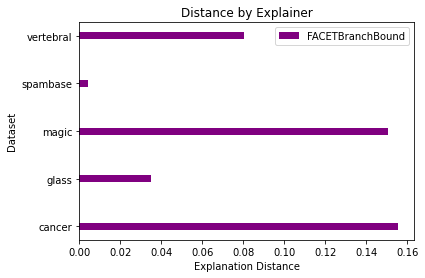 Distance by Explainer
FACETBranchBound
Dataset
vertebral
spambase
magic
glass
cancer
0.00 0.02 0.04 0.06 0.08 0.10 0.12 0.14 0.16
Explanation Distance